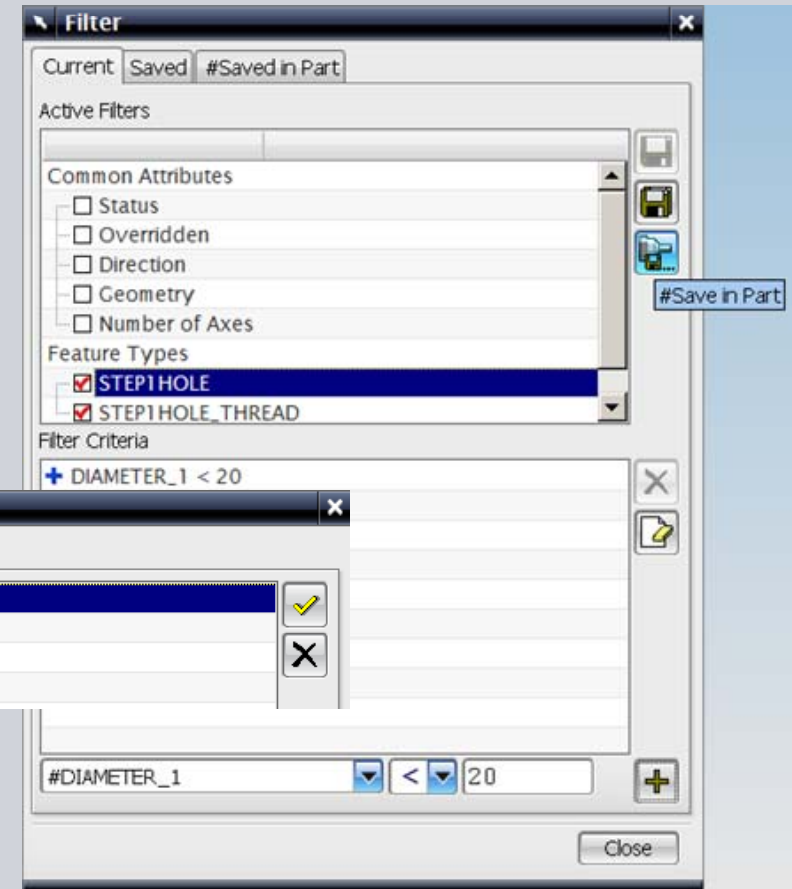 Filter
Current Saved #Saved in Part
Active Filters
Common Attributes
Status
Overridden
Direction
Geometry
Number of Axes
#Save in Part
Feature Types
STEP1HOLE
STEP1HOLE_THREAD
Filter Criteria
DIAMETER_1 < 20
#DIAMETER_1 < 20
Close